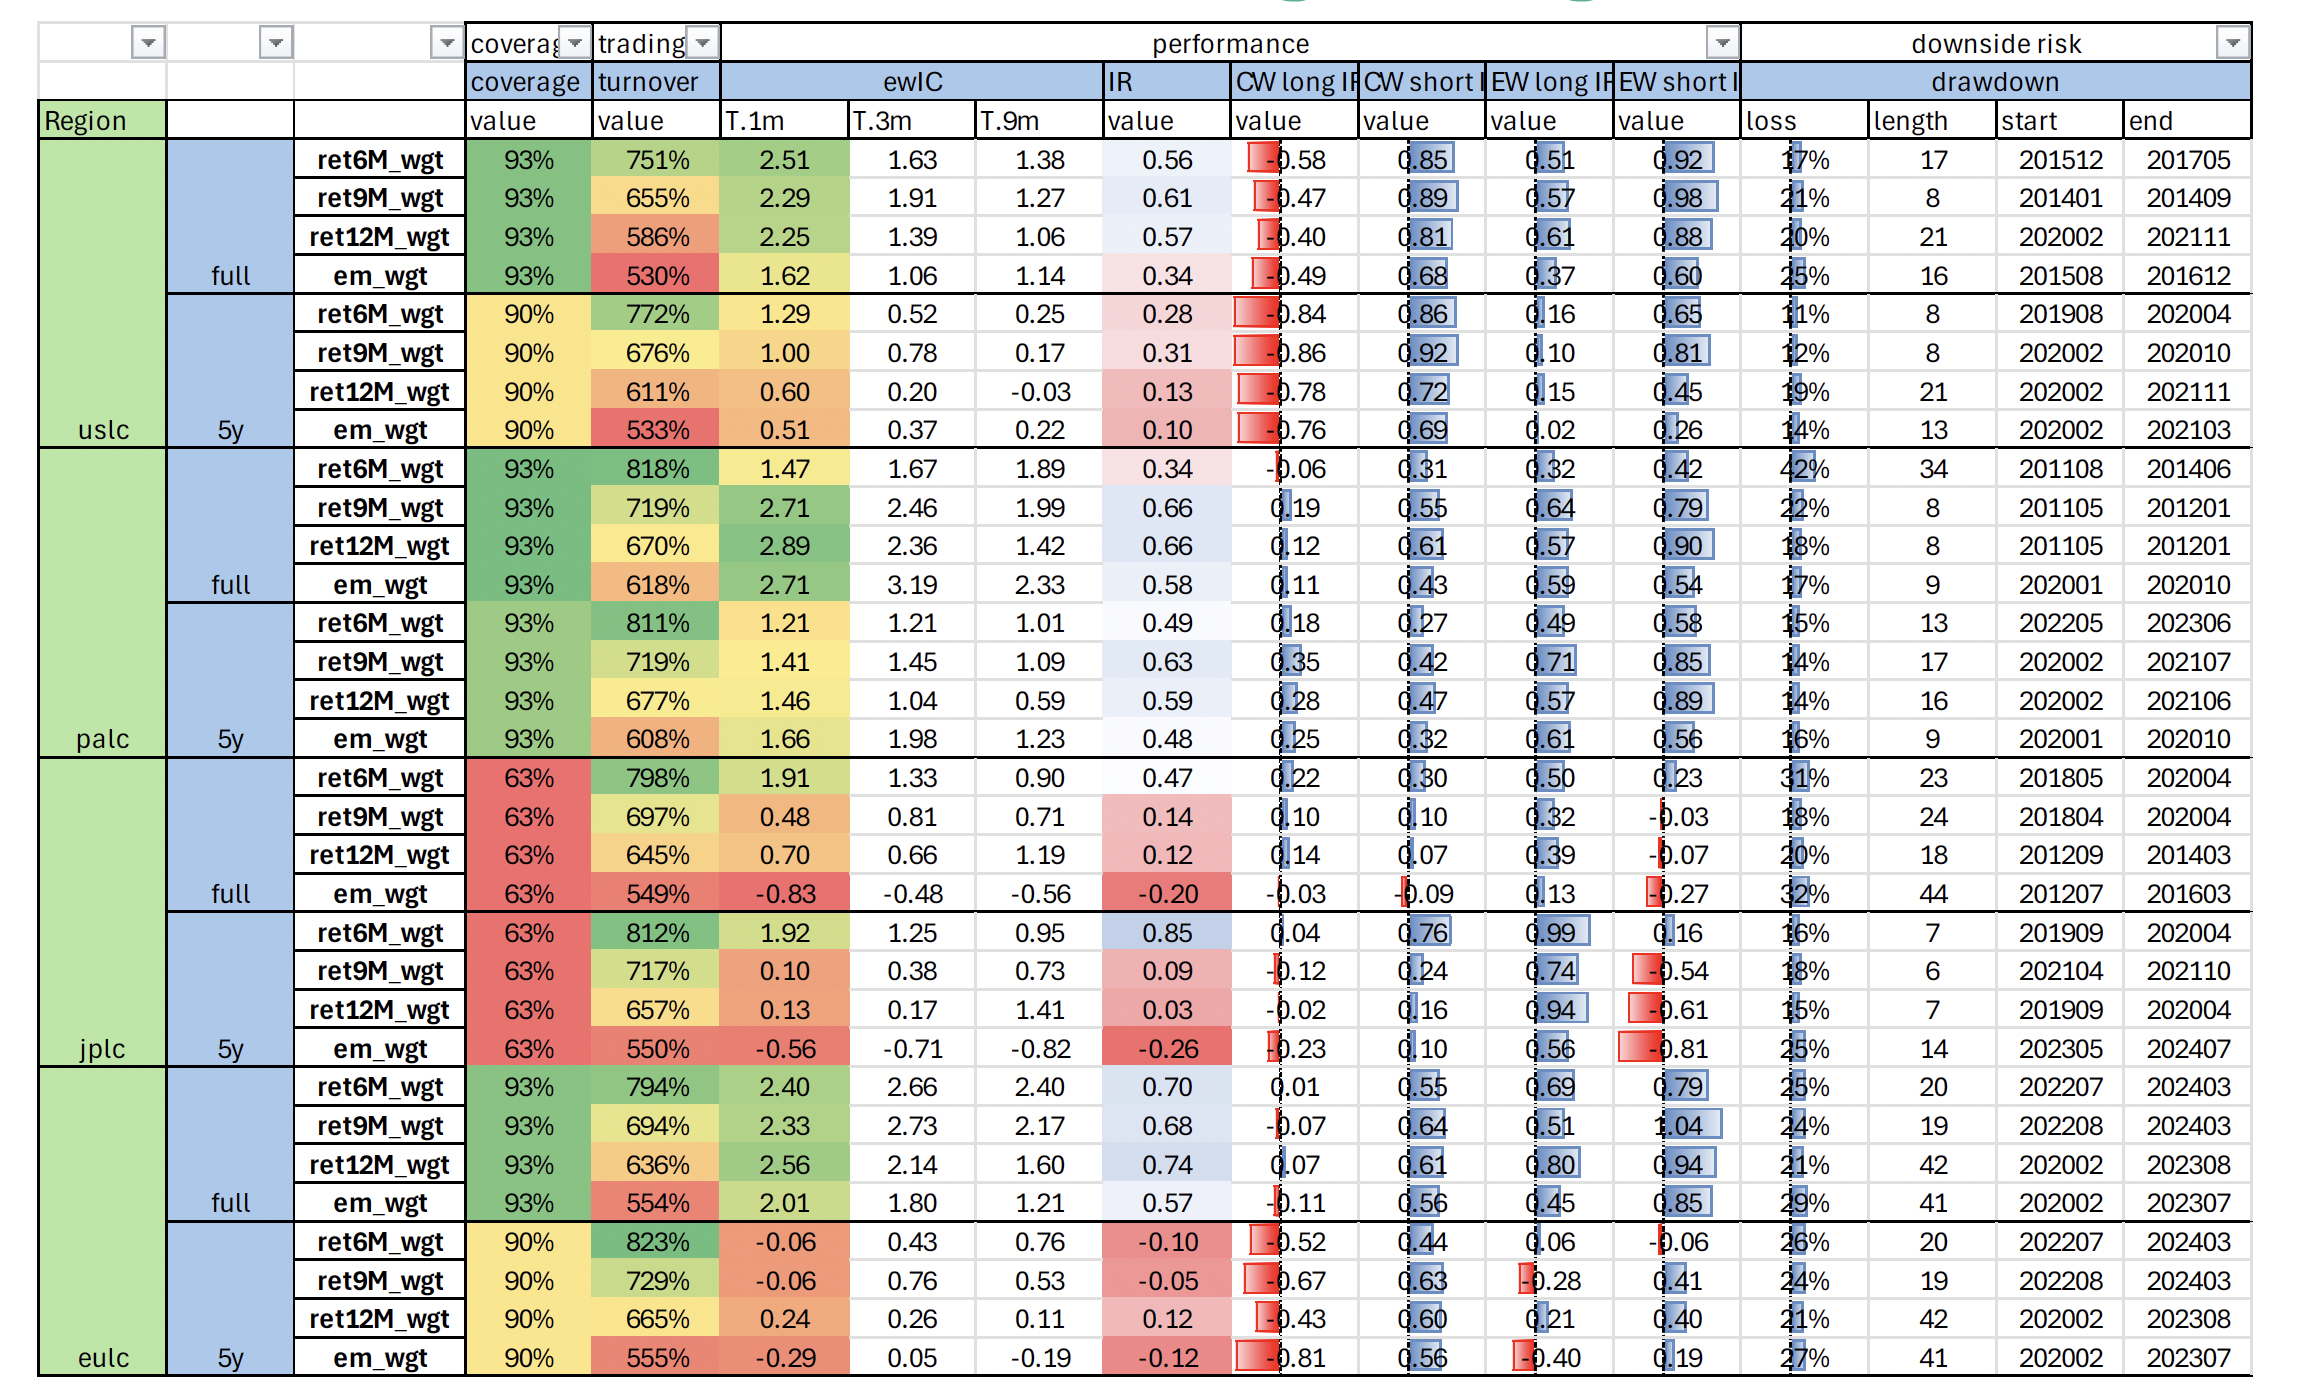 coverag trading performance downside risk
coverage turnover ewIC IR CW long IF CW short I EW long IF EW short I drawdown
Region value value T.1m T.3m T.9m value value value value value loss length start end
ret6M_wgt 93% 751% 2.51 1.63 1.38 0.56 -0.58 0.85 0.51 0.92 17% 17 201512 201705
ret9M_wgt 93% 655% 2.29 1.91 1.27 0.61 -0.47 0.89 0.57 0.98 21% 8 201401 201409
ret12M_wgt 93% 586% 2.25 1.39 1.06 0.57 -0.40 0.81 0.61 0.88 20% 21 202002 202111
full em_wgt 93% 530% 1.62 1.06 1.14 0.34 -0.49 0.68 0.37 0.60 25% 16 201508 201612
ret6M_wgt 90% 772% 1.29 0.52 0.25 0.28 -0.84 0.86 0.16 0.65 11% 8 201908 202004
ret9M_wgt 90% 676% 1.00 0.78 0.17 0.31 -0.86 0.92 0.10 0.81 12% 8 202002 202010
ret12M_wgt 90% 611% 0.60 0.20 -0.03 0.13 -0.78 0.72 0.15 0.45 19% 21 202002 202111
uslc 5y em_wgt 90% 533% 0.51 0.37 0.22 0.10 -0.76 0.69 0.02 0.26 14% 13 202002 202103
ret6M_wgt 93% 818% 1.47 1.67 1.89 0.34 -0.06 0.31 0.32 0.42 42% 34 201108 201406
ret9M_wgt 93% 719% 2.71 2.46 1.99 0.66 0.19 0.55 0.64 0.79 22% 8 201105 201201
ret12M_wgt 93% 670% 2.89 2.36 1.42 0.66 0.12 0.61 0.57 0.90 18% 8 201105 201201
full em_wgt 93% 618% 2.71 3.19 2.33 0.58 0.11 0.43 0.59 0.54 17% 9 202001 202010
ret6M_wgt 93% 811% 1.21 1.21 1.01 0.49 0.18 0.27 0.49 0.58 15% 13 202205 202306
ret9M_wgt 93% 719% 1.41 1.45 1.09 0.63 0.35 0.42 0.71 0.85 14% 17 202002 202107
ret12M_wgt 93% 677% 1.46 1.04 0.59 0.59 0.28 0.47 0.57 0.89 14% 16 202002 202106
palc 5y em_wgt 93% 608% 1.66 1.98 1.23 0.48 0.25 0.32 0.61 0.56 16% 9 202001 202010
ret6M_wgt 63% 798% 1.91 1.33 0.90 0.47 0.22 0.30 0.50 0.23 31% 23 201805 202004
ret9M_wgt 63% 697% 0.48 0.81 0.71 0.14 0.10 0.10 0.32 -0.03 18% 24 201804 202004
ret12M_wgt 63% 645% 0.70 0.66 1.19 0.12 0.14 0.07 0.39 -0.07 20% 18 201209 201403
full em_wgt 63% 549% -0.83 -0.48 -0.56 -0.20 -0.03 -0.09 0.13 -0.27 32% 44 201207 201603
ret6M_wgt 63% 812% 1.92 1.25 0.95 0.85 0.04 0.76 0.99 0.16 16% 7 201909 202004
ret9M_wgt 63% 717% 0.10 0.38 0.73 0.09 -0.12 0.24 0.74 -0.54 18% 6 202104 202110
ret12M_wgt 63% 657% 0.13 0.17 1.41 0.03 -0.02 0.16 0.94 -0.61 15% 7 201909 202004
jplc 5y em_wgt 63% 550% -0.56 -0.71 -0.82 -0.26 -0.23 0.10 0.56 -0.81 25% 14 202305 202407
ret6M_wgt 93% 794% 2.40 2.66 2.40 0.70 0.01 0.55 0.69 0.79 25% 20 202207 202403
ret9M_wgt 93% 694% 2.33 2.73 2.17 0.68 -0.07 0.64 0.51 1.04 24% 19 202208 202403
ret12M_wgt 93% 636% 2.56 2.14 1.60 0.74 0.07 0.61 0.80 0.94 21% 42 202002 202308
full em_wgt 93% 554% 2.01 1.80 1.21 0.57 -0.11 0.56 0.45 0.85 29% 41 202002 202307
ret6M_wgt 90% 823% -0.06 0.43 0.76 -0.10 -0.52 0.44 0.06 -0.06 26% 20 202207 202403
ret9M_wgt 90% 729% -0.06 0.76 0.53 -0.05 -0.67 0.63 -0.28 0.41 24% 19 202208 202403
ret12M_wgt 90% 665% 0.24 0.26 0.11 0.12 -0.43 0.60 0.21 0.40 21% 42 202002 202308
eulc 5y em_wgt 90% 555% -0.29 0.05 -0.19 -0.12 -0.81 0.56 -0.40 0.19 27% 41 202002 202307